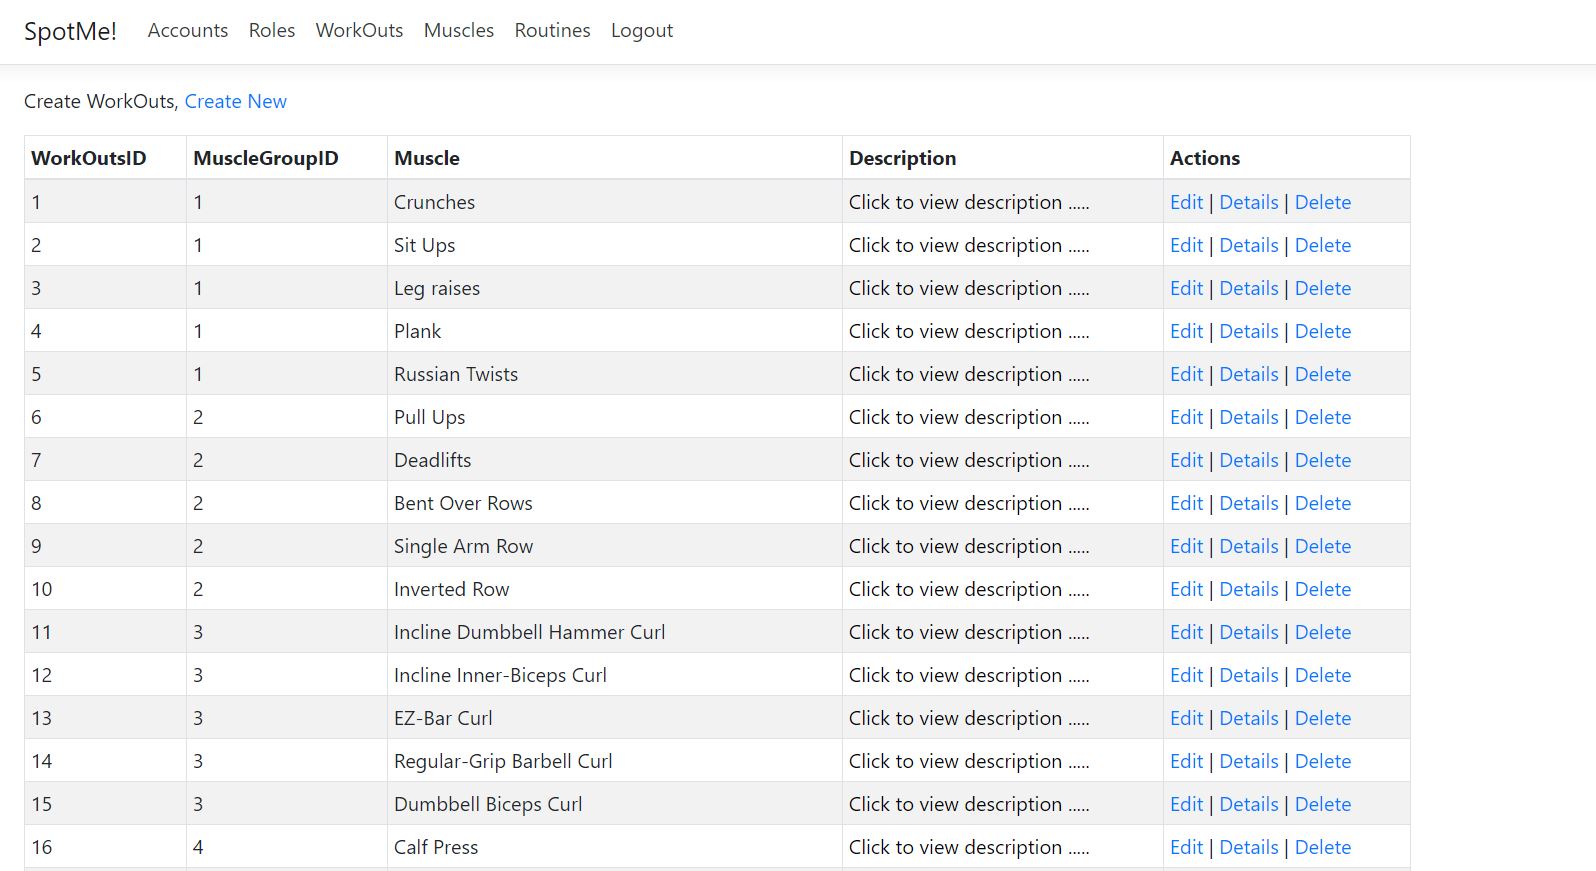 SpotMe! Accounts Roles WorkOuts Muscles Routines Logout
Create WorkOuts, Create New
WorkOutsID MuscleGroupID Muscle Description Actions
1 1 Crunches Click to view description ..... Edit | Details | Delete
2 1 Sit Ups Click to view description ..... Edit | Details | Delete
3 1 Leg raises Click to view description ..... Edit | Details | Delete
4 1 Plank Click to view description ..... Edit | Details | Delete
5 1 Russian Twists Click to view description ..... Edit | Details | Delete
6 2 Pull Ups Click to view description ..... Edit | Details | Delete
7 2 Deadlifts Click to view description ..... Edit | Details | Delete
8 2 Bent Over Rows Click to view description ..... Edit | Details | Delete
9 2 Single Arm Row Click to view description ..... Edit | Details | Delete
10 2 Inverted Row Click to view description ..... Edit | Details | Delete
11 3 Incline Dumbbell Hammer Curl Click to view description ..... Edit | Details | Delete
12 3 Incline Inner-Biceps Curl Click to view description ..... Edit | Details | Delete
13 3 EZ-Bar Curl Click to view description ..... Edit | Details | Delete
14 3 Regular-Grip Barbell Curl Click to view description ..... Edit | Details | Delete
15 3 Dumbbell Biceps Curl Click to view description ..... Edit | Details | Delete
16 4 Calf Press Click to view description ..... Edit | Details | Delete